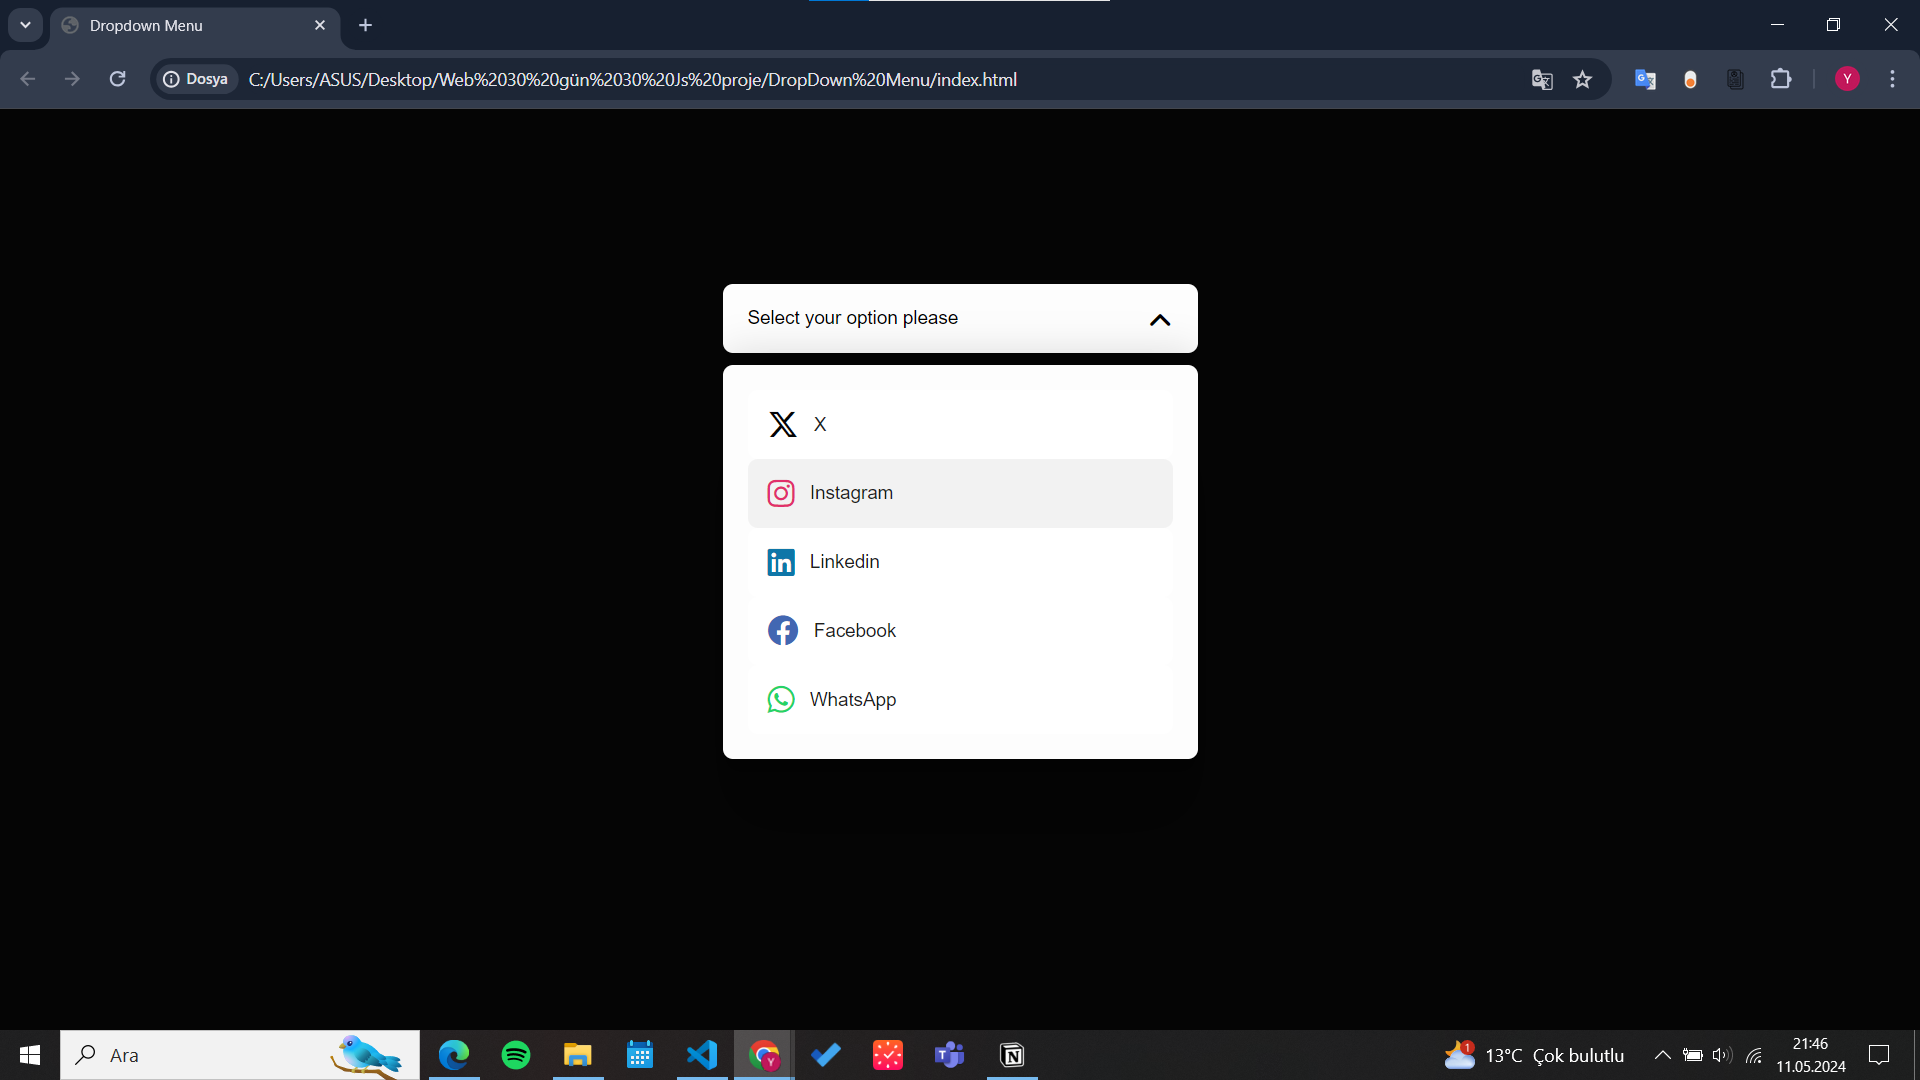 Dropdown Menu
Dosya C:/Users/ASUS/Desktop/Web%2030%20gün%2030%20Js%20proje/DropDown%20Menu/index.html
Y
Select your option please
X
Instagram
Linkedin
Facebook
WhatsApp
Ara
1
13°C Çok bulutlu
21:46
11.05.2024